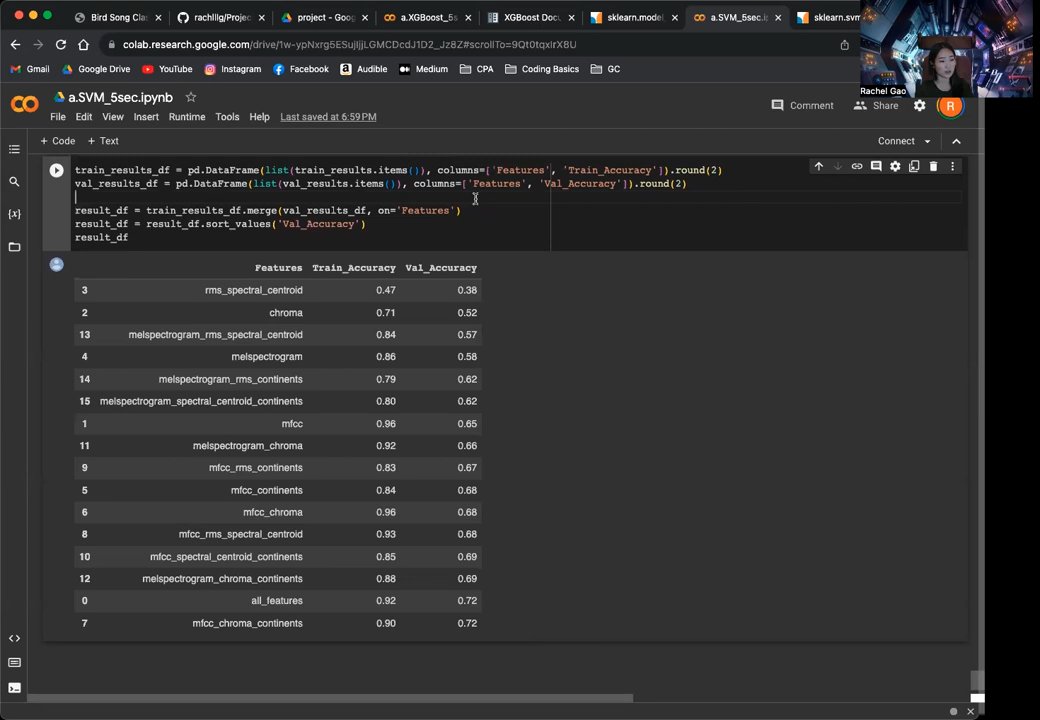 Bird Song Clas
rachllg/Projec
project - Goog
a.XGBoost_5s
XGBoost Docu
sklearn.model_
a.SVM_5sec.i
sklearn.svm
colab.research.google.com/drive/1w-ypNxrg5ESujIjjLGMCDcdJ1D2_Jz8Z#scrollTo=9Qt0tqxIrX8U
Gmail
Google Drive
YouTube
Instagram
Facebook
Audible
Medium
CPA
Coding Basics
GC
Rachel Gao
a.SVM_5sec.ipynb
File Edit View Insert Runtime Tools Help Last saved at 6:59 PM
Comment
Share
R
+ Code + Text
Connect
train_results_df = pd.DataFrame(list(train_results.items()), columns=['Features', 'Train_Accuracy']).round(2)
val_results_df = pd.DataFrame(list(val_results.items()), columns=['Features', 'Val_Accuracy']).round(2)
result_df = train_results_df.merge(val_results_df, on='Features')
result_df = result_df.sort_values('Val_Accuracy')
result_df
Features Train_Accuracy Val_Accuracy
3 rms_spectral_centroid 0.47 0.38
2 chroma 0.71 0.52
13 melspectrogram_rms_spectral_centroid 0.84 0.57
4 melspectrogram 0.86 0.58
14 melspectrogram_rms_continents 0.79 0.62
15 melspectrogram_spectral_centroid_continents 0.80 0.62
1 mfcc 0.96 0.65
11 melspectrogram_chroma 0.92 0.66
9 mfcc_rms_continents 0.83 0.67
5 mfcc_continents 0.84 0.68
6 mfcc_chroma 0.96 0.68
8 mfcc_rms_spectral_centroid 0.93 0.68
10 mfcc_spectral_centroid_continents 0.85 0.69
12 melspectrogram_chroma_continents 0.88 0.69
0 all_features 0.92 0.72
7 mfcc_chroma_continents 0.90 0.72